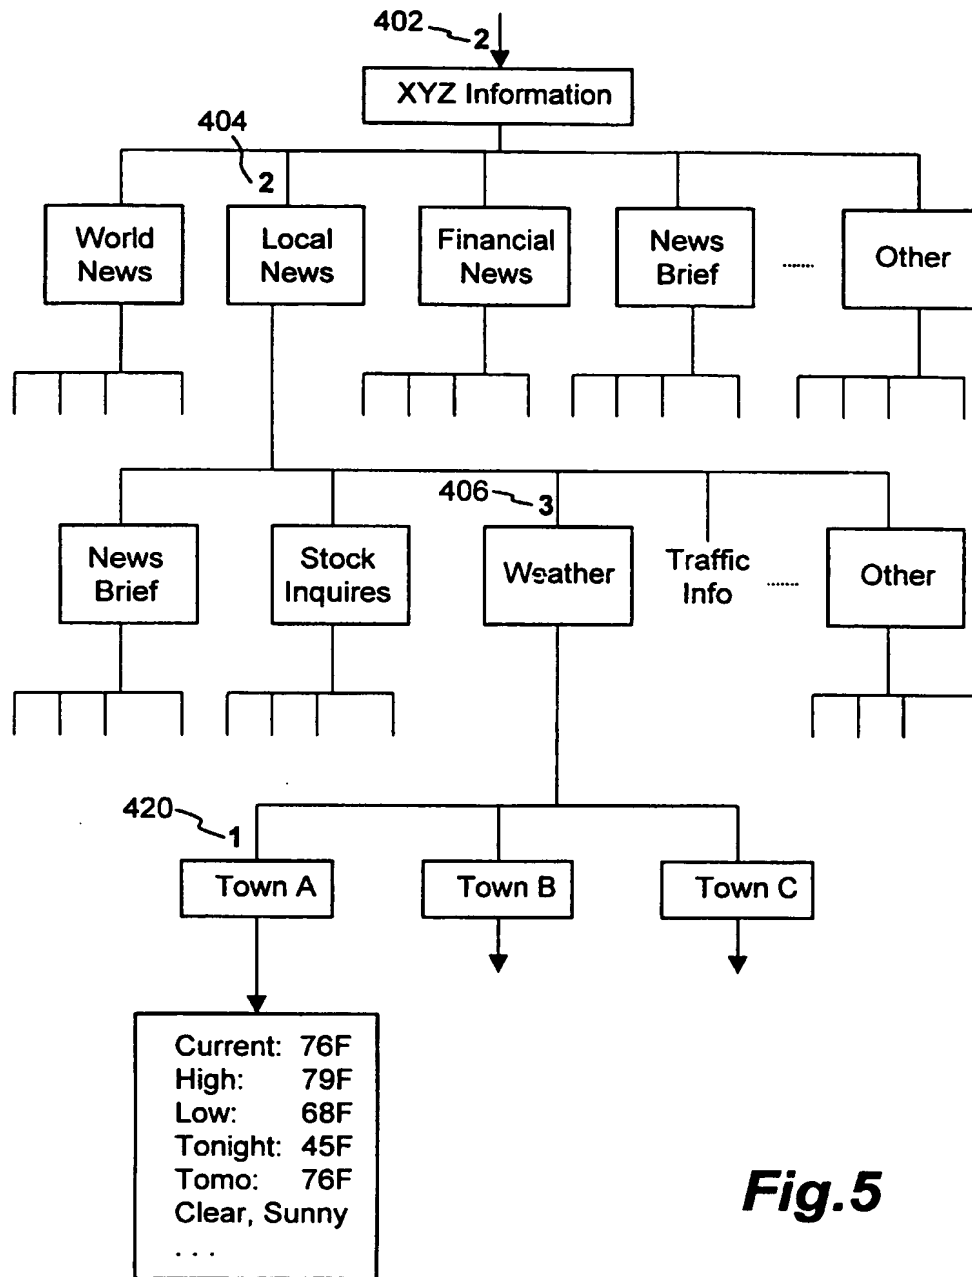 402
2
XYZ Information
404
2
World
News
Local
News
Financial
News
News
Brief
.......
Other
406
3
News
Brief
Stock
Inquires
Weather
Traffic
Info
.......
Other
420
1
Town A
Town B
Town C
Current: 76F
High: 79F
Low: 68F
Tonight: 45F
Tomo: 76F
Clear, Sunny
. . .
Fig.5